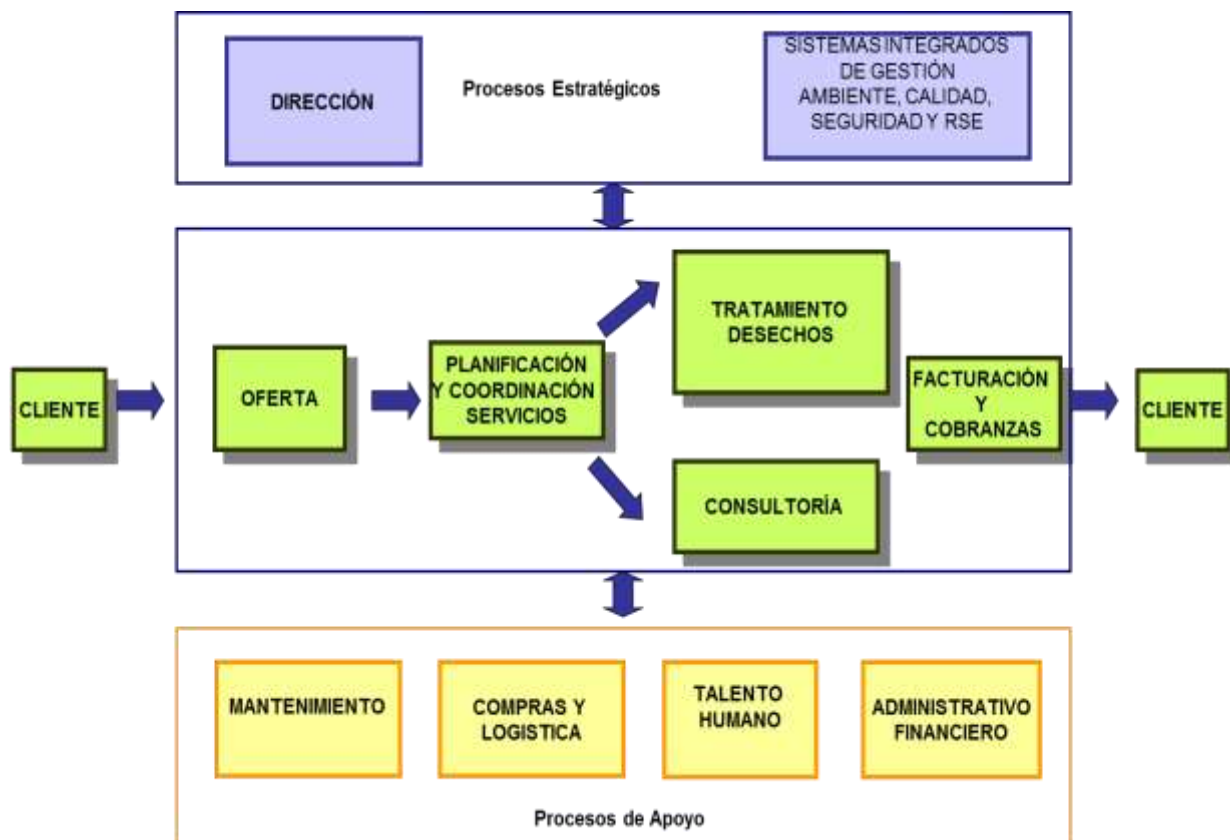 SISTEMAS INTEGRADOS
DE GESTIÓN
AMBIENTE, CALIDAD,
SEGURIDAD Y RSE
Procesos Estratégicos
DIRECCIÓN
TRATAMIENTO
DESECHOS
PLANIFICACIÓN
Y COORDINACIÓN
SERVICIOS
FACTURACIÓN
Y
COBRANZAS
CLIENTE
OFERTA
CLIENTE
CONSULTORÍA
MANTENIMIENTO
COMPRAS Y
LOGISTICA
TALENTO
HUMANO
ADMINISTRATIVO
FINANCIERO
Procesos de Apoyo